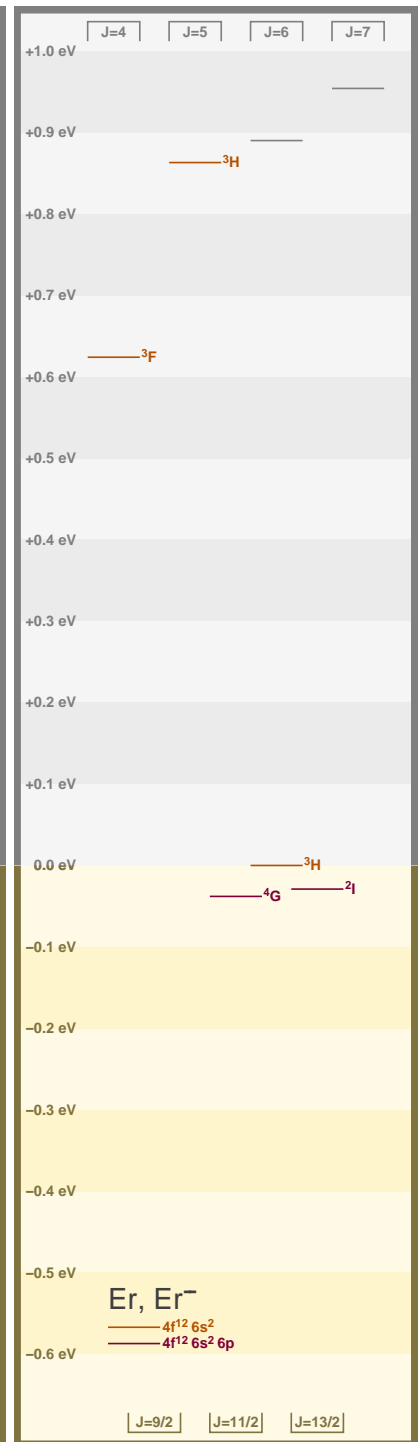 J=4 J=5 J=6 J=7
+1.0 eV
+0.9 eV
³H
+0.8 eV
+0.7 eV
³F
+0.6 eV
+0.5 eV
+0.4 eV
+0.3 eV
+0.2 eV
+0.1 eV
0.0 eV ³H
⁴G ²I
−0.1 eV
−0.2 eV
−0.3 eV
−0.4 eV
−0.5 eV
Er, Er⁻
4f¹² 6s²
4f¹² 6s² 6p
−0.6 eV
J=9/2 J=11/2 J=13/2